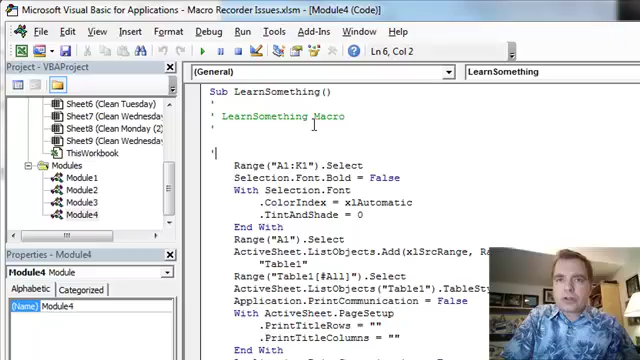 Microsoft Visual Basic for Applications - Macro Recorder Issues.xlsm - [Module4 (Code)]
File Edit View Insert Format Debug Run Tools Add-Ins Window Help
Ln 6, Col 2
Project - VBAProject
Sheet6 (Clean Tuesday)
Sheet7 (Clean Wednesday
Sheet8 (Clean Monday (2)
Sheet9 (Clean Wednesday
ThisWorkbook
Modules
Module1
Module2
Module3
Module4
Properties - Module4
Module4 Module
Alphabetic Categorized
(Name) Module4
(General) LearnSomething
Sub LearnSomething()
'
' LearnSomething Macro
'
'
Range("A1:K1").Select
Selection.Font.Bold = False
With Selection.Font
.ColorIndex = xlAutomatic
.TintAndShade = 0
End With
Range("A1").Select
ActiveSheet.ListObjects.Add(xlSrcRange, Ra
"Table1"
Range("Table1[#All]").Select
ActiveSheet.ListObjects("Table1").TableSty
Application.PrintCommunication = False
With ActiveSheet.PageSetup
.PrintTitleRows = ""
.PrintTitleColumns = ""
End With